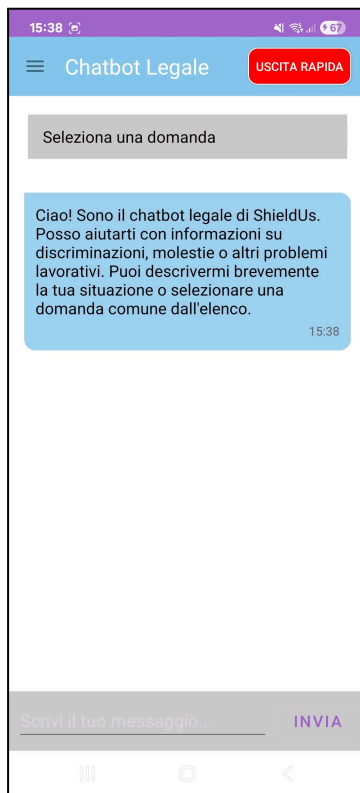 15:38
67
Chatbot Legale
USCITA RAPIDA
Seleziona una domanda
Ciao! Sono il chatbot legale di ShieldUs.
Posso aiutarti con informazioni su
discriminazioni, molestie o altri problemi
lavorativi. Puoi descrivermi brevemente
la tua situazione o selezionare una
domanda comune dall'elenco.
15:38
Scrivi il tuo messaggio...
INVIA